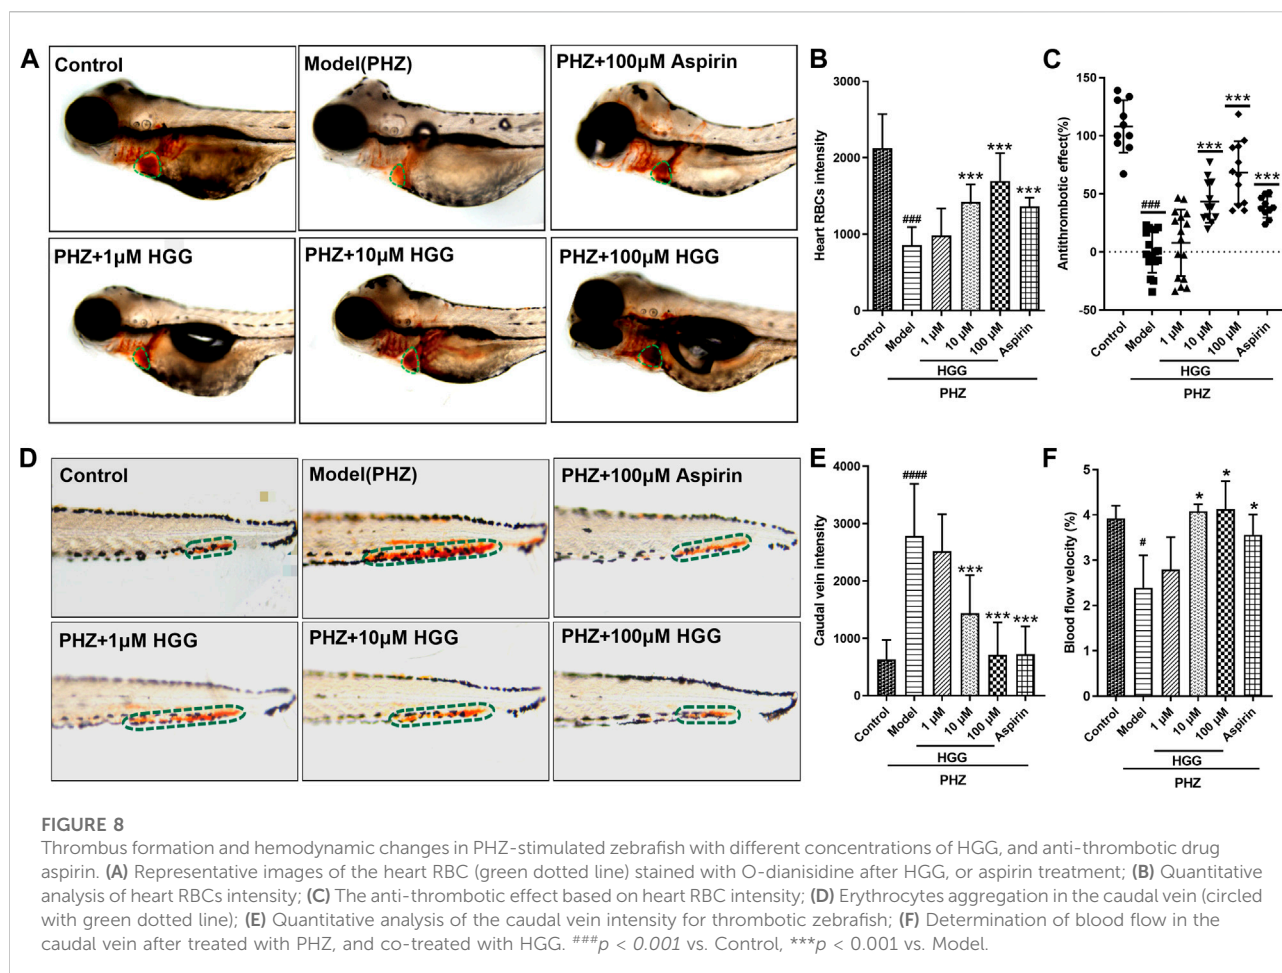 A
Control
Model(PHZ)
PHZ+100μM Aspirin
PHZ+1μM HGG
PHZ+10μM HGG
PHZ+100μM HGG
B
Heart RBCs intensity
3000
2000
1000
0
###
***
***
***
Control
Model
1 μM
10 μM
100 μM
Aspirin
HGG
PHZ
C
Antithrombotic effect(%)
150
100
50
0
-50
###
***
***
***
Control
Model
1 μM
10 μM
100 μM
Aspirin
HGG
PHZ
D
Control
Model(PHZ)
PHZ+100μM Aspirin
PHZ+1μM HGG
PHZ+10μM HGG
PHZ+100μM HGG
E
Caudal vein intensity
4000
3000
2000
1000
0
####
***
***
***
Control
Model
1 μM
10 μM
100 μM
Aspirin
HGG
PHZ
F
Blood flow velocity (%)
5
4
3
2
1
0
#
*
*
*
Control
Model
1 μM
10 μM
100 μM
Aspirin
HGG
PHZ
FIGURE 8
Thrombus formation and hemodynamic changes in PHZ-stimulated zebrafish with different concentrations of HGG, and anti-thrombotic drug
aspirin. (A) Representative images of the heart RBC (green dotted line) stained with O-dianisidine after HGG, or aspirin treatment; (B) Quantitative
analysis of heart RBCs intensity; (C) The anti-thrombotic effect based on heart RBC intensity; (D) Erythrocytes aggregation in the caudal vein (circled
with green dotted line); (E) Quantitative analysis of the caudal vein intensity for thrombotic zebrafish; (F) Determination of blood flow in the
caudal vein after treated with PHZ, and co-treated with HGG. ###p < 0.001 vs. Control, ***p < 0.001 vs. Model.